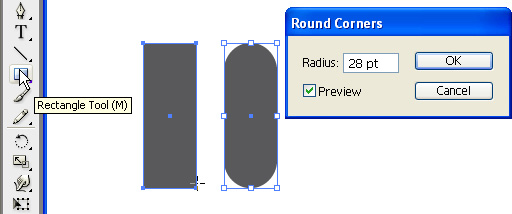 Round Corners
Radius: 28 pt
OK
Preview
Cancel
T
Rectangle Tool (M)